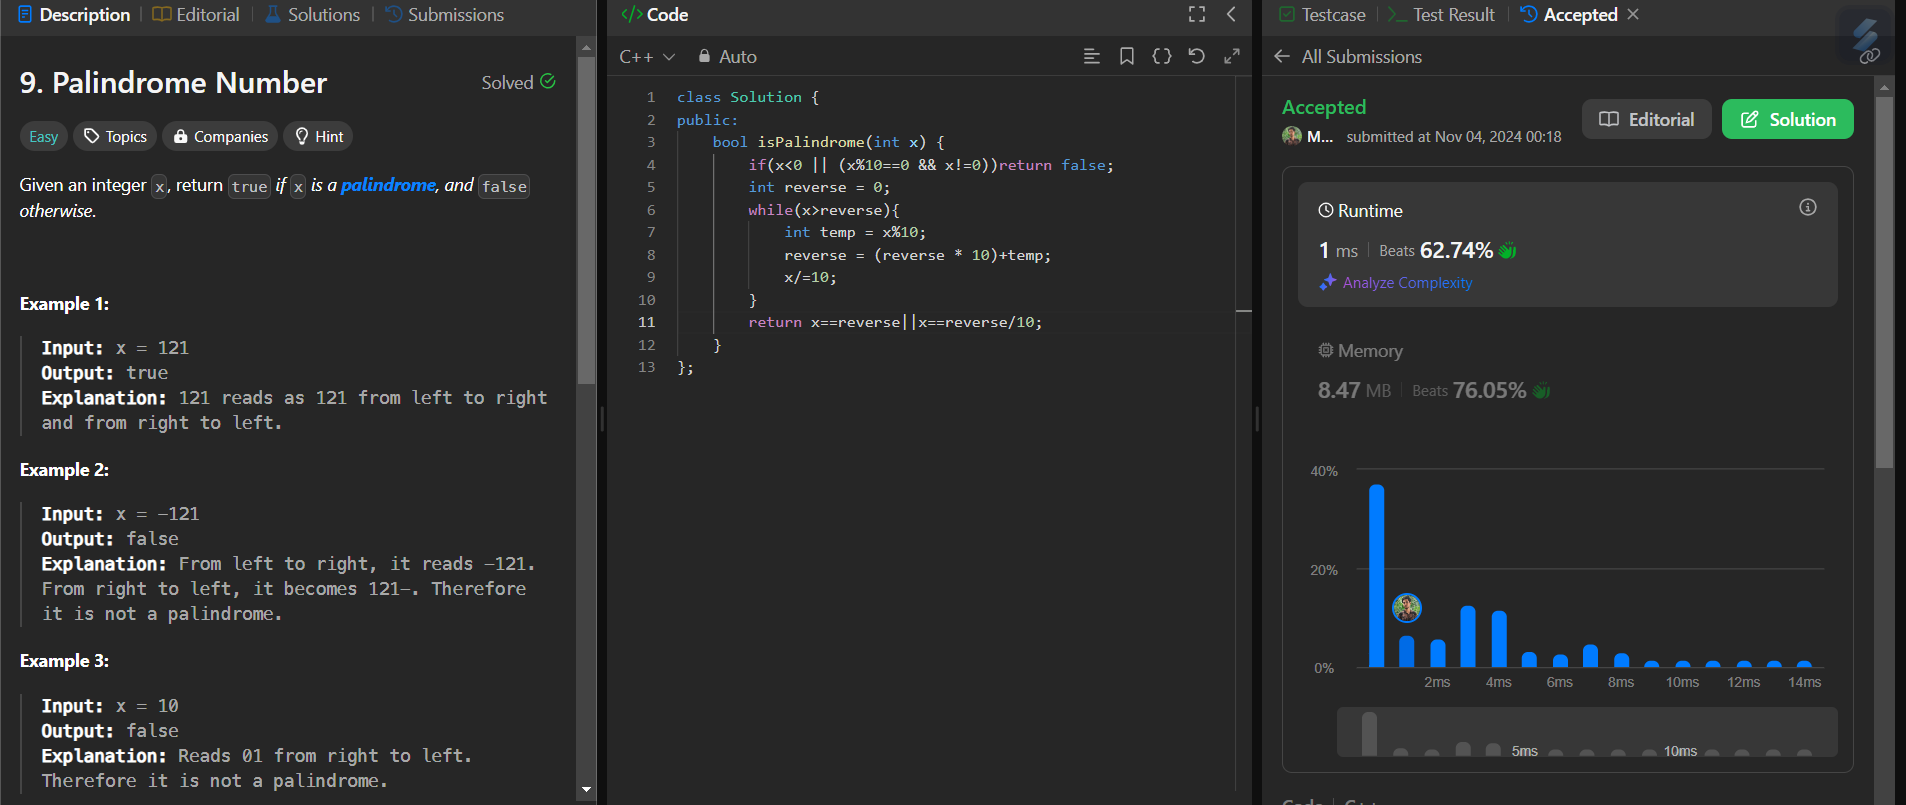 Description
Editorial
Solutions
Submissions
9. Palindrome Number
Solved
Easy
Topics
Companies
Hint
Given an integer x, return true if x is a palindrome, and false
otherwise.
Example 1:
Input: x = 121
Output: true
Explanation: 121 reads as 121 from left to right
and from right to left.
Example 2:
Input: x = -121
Output: false
Explanation: From left to right, it reads -121.
From right to left, it becomes 121-. Therefore
it is not a palindrome.
Example 3:
Input: x = 10
Output: false
Explanation: Reads 01 from right to left.
Therefore it is not a palindrome.
</> Code
C++
Auto
1 class Solution {
2 public:
3 bool isPalindrome(int x) {
4 if(x<0 || (x%10==0 && x!=0))return false;
5 int reverse = 0;
6 while(x>reverse){
7 int temp = x%10;
8 reverse = (reverse * 10)+temp;
9 x/=10;
10 }
11 return x==reverse||x==reverse/10;
12 }
13 };
Testcase
Test Result
Accepted
All Submissions
Accepted
M... submitted at Nov 04, 2024 00:18
Editorial
Solution
Runtime
1 ms Beats 62.74%
Analyze Complexity
Memory
8.47 MB Beats 76.05%
40%
20%
0%
2ms 4ms 6ms 8ms 10ms 12ms 14ms
5ms 10ms